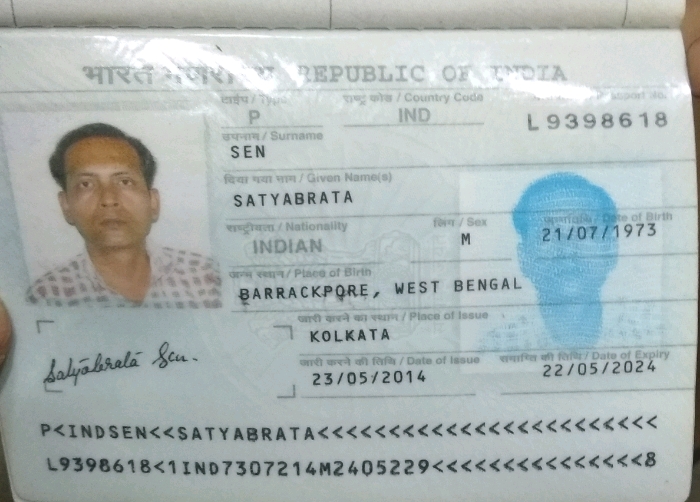 भारत गणराज्य REPUBLIC OF INDIA
टाईप / Type राष्ट्र कोड / Country Code
P IND L9398618
उपनाम / Surname
SEN
दिया गया नाम / Given Name(s)
SATYABRATA
राष्ट्रीयता / Nationality लिंग / Sex जन्मतिथि / Date of Birth
INDIAN M 21/07/1973
जन्म स्थान / Place of Birth
BARRACKPORE, WEST BENGAL
जारी करने का स्थान / Place of Issue
KOLKATA
जारी करने की तिथि / Date of Issue समाप्ति की तिथि / Date of Expiry
23/05/2014 22/05/2024
Satyabrata Sen.
P<INDSEN<<SATYABRATA<<<<<<<<<<<<<<<<<<<<<<<<
L9398618<1IND7307214M2405229<<<<<<<<<<<<<<<8